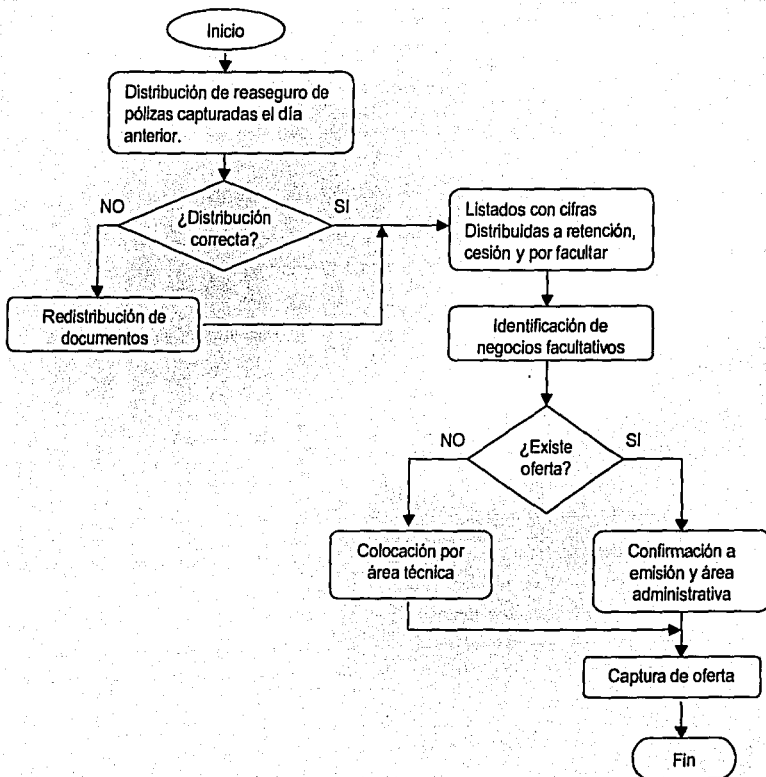 Inicio
Distribución de reaseguro de
pólizas capturadas el día
anterior.
NO
¿Distribución
correcta?
SI
Redistribución de
documentos
Listados con cifras
Distribuidas a retención,
cesión y por facultar
Identificación de
negocios facultativos
NO
¿Existe
oferta?
SI
Colocación por
área técnica
Confirmación a
emisión y área
administrativa
Captura de oferta
Fin